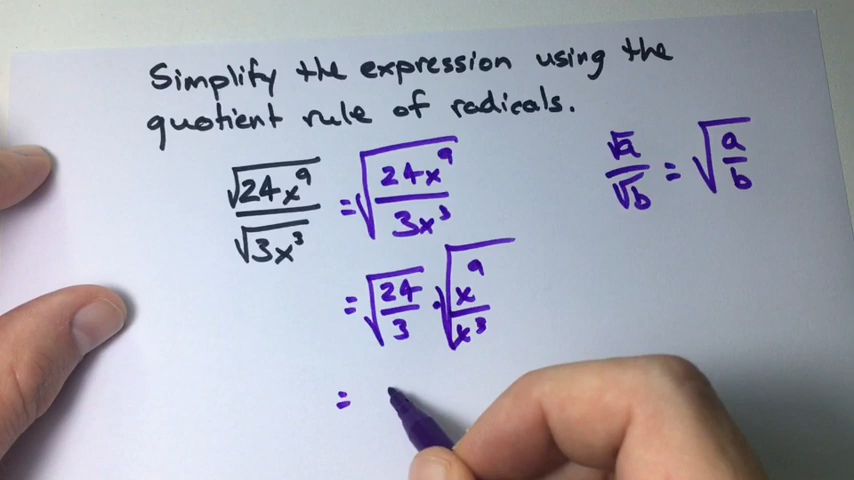 Simplify the expression using the
quotient rule of radicals.
√24x⁹ / √3x³ = √(24x⁹ / 3x³)
√a / √b = √(a / b)
= √(24 / 3) · √(x⁹ / x³)
=